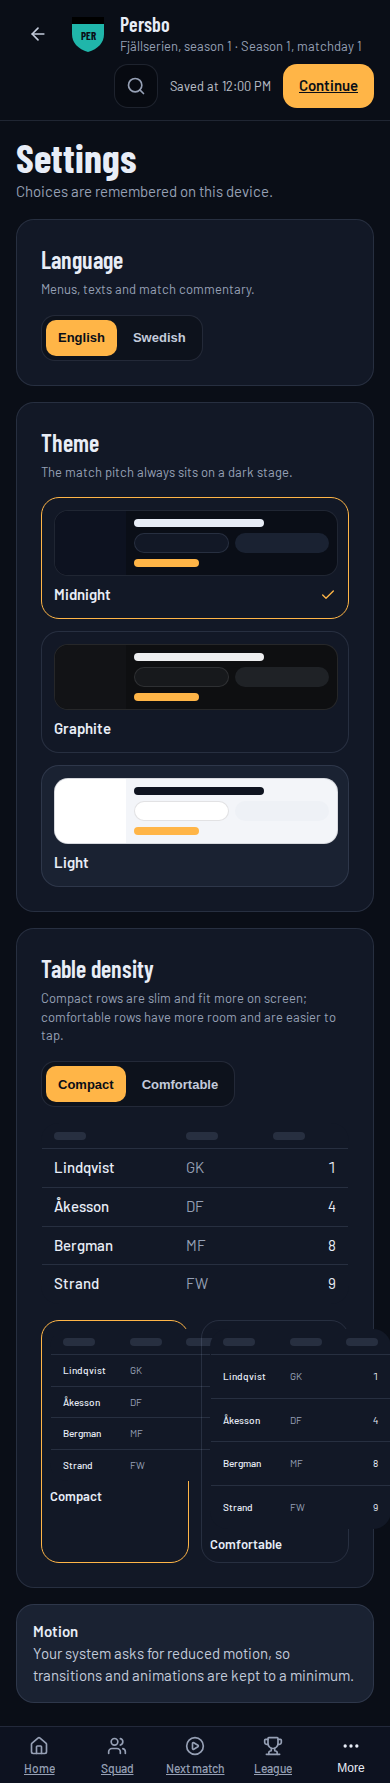 Persbo
PER
Fjällserien, season 1 · Season 1, matchday 1
Saved at 12:00 PM
Continue
Settings
Choices are remembered on this device.
Language
Menus, texts and match commentary.
English Swedish
Theme
The match pitch always sits on a dark stage.
Midnight
Graphite
Light
Table density
Compact rows are slim and fit more on screen;
comfortable rows have more room and are easier to
tap.
Compact Comfortable
Lindqvist GK 1
Åkesson DF 4
Bergman MF 8
Strand FW 9
Lindqvist GK
Åkesson DF
Bergman MF
Strand FW
Compact
Lindqvist GK 1
Åkesson DF 4
Bergman MF 8
Strand FW 9
Comfortable
Motion
Your system asks for reduced motion, so
transitions and animations are kept to a minimum.
Home Squad Next match League More